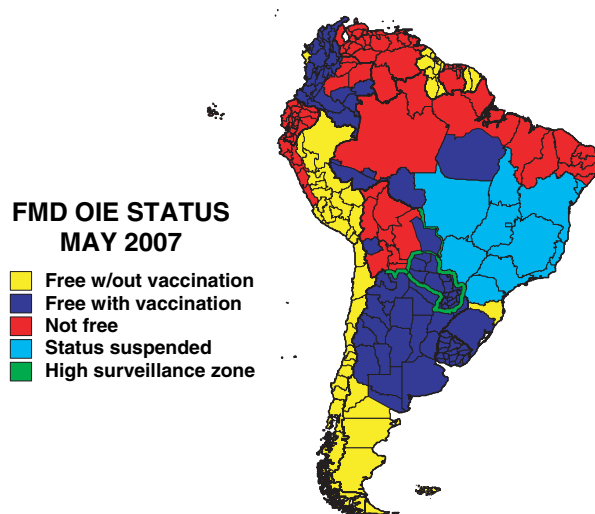 FMD OIE STATUS
MAY 2007
Free w/out vaccination
Free with vaccination
Not free
Status suspended
High surveillance zone